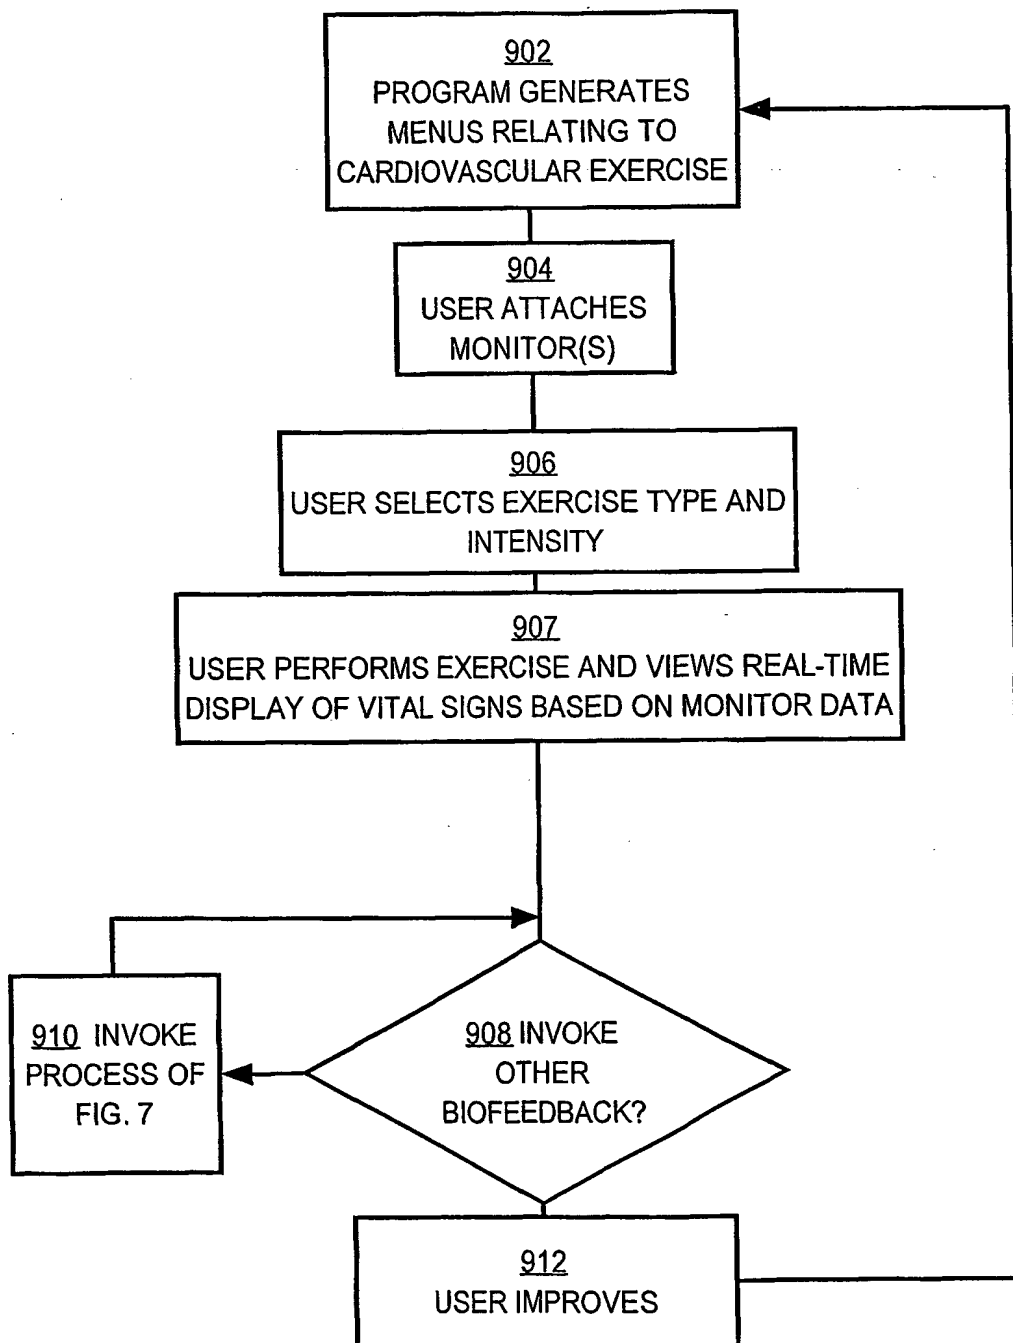 902
PROGRAM GENERATES
MENUS RELATING TO
CARDIOVASCULAR EXERCISE
904
USER ATTACHES
MONITOR(S)
906
USER SELECTS EXERCISE TYPE AND
INTENSITY
907
USER PERFORMS EXERCISE AND VIEWS REAL-TIME
DISPLAY OF VITAL SIGNS BASED ON MONITOR DATA
910 INVOKE
PROCESS OF
FIG. 7
908 INVOKE
OTHER
BIOFEEDBACK?
912
USER IMPROVES